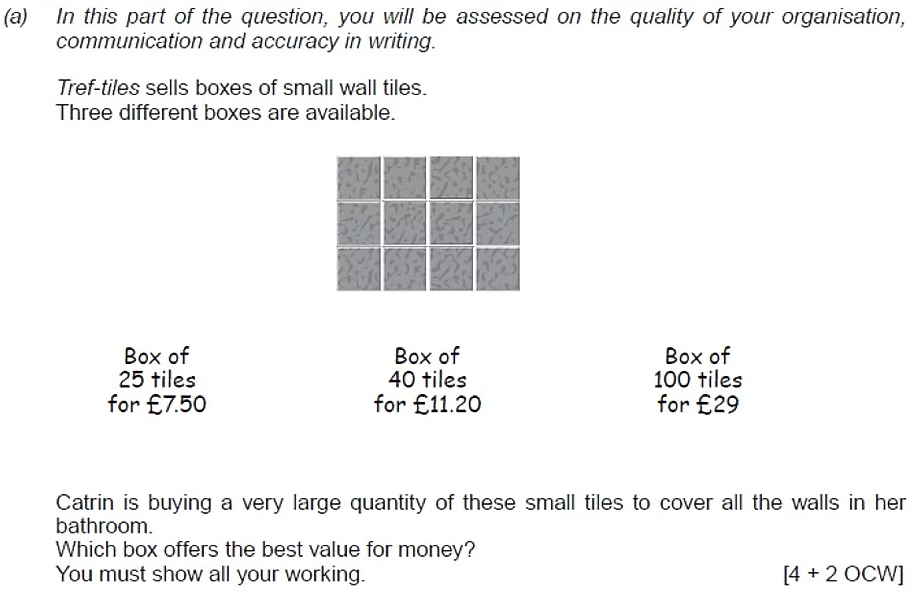 (a) In this part of the question, you will be assessed on the quality of your organisation,
communication and accuracy in writing.
Tref-tiles sells boxes of small wall tiles.
Three different boxes are available.
Box of
25 tiles
for £7.50
Box of
40 tiles
for £11.20
Box of
100 tiles
for £29
Catrin is buying a very large quantity of these small tiles to cover all the walls in her
bathroom.
Which box offers the best value for money?
You must show all your working. [4 + 2 OCW]